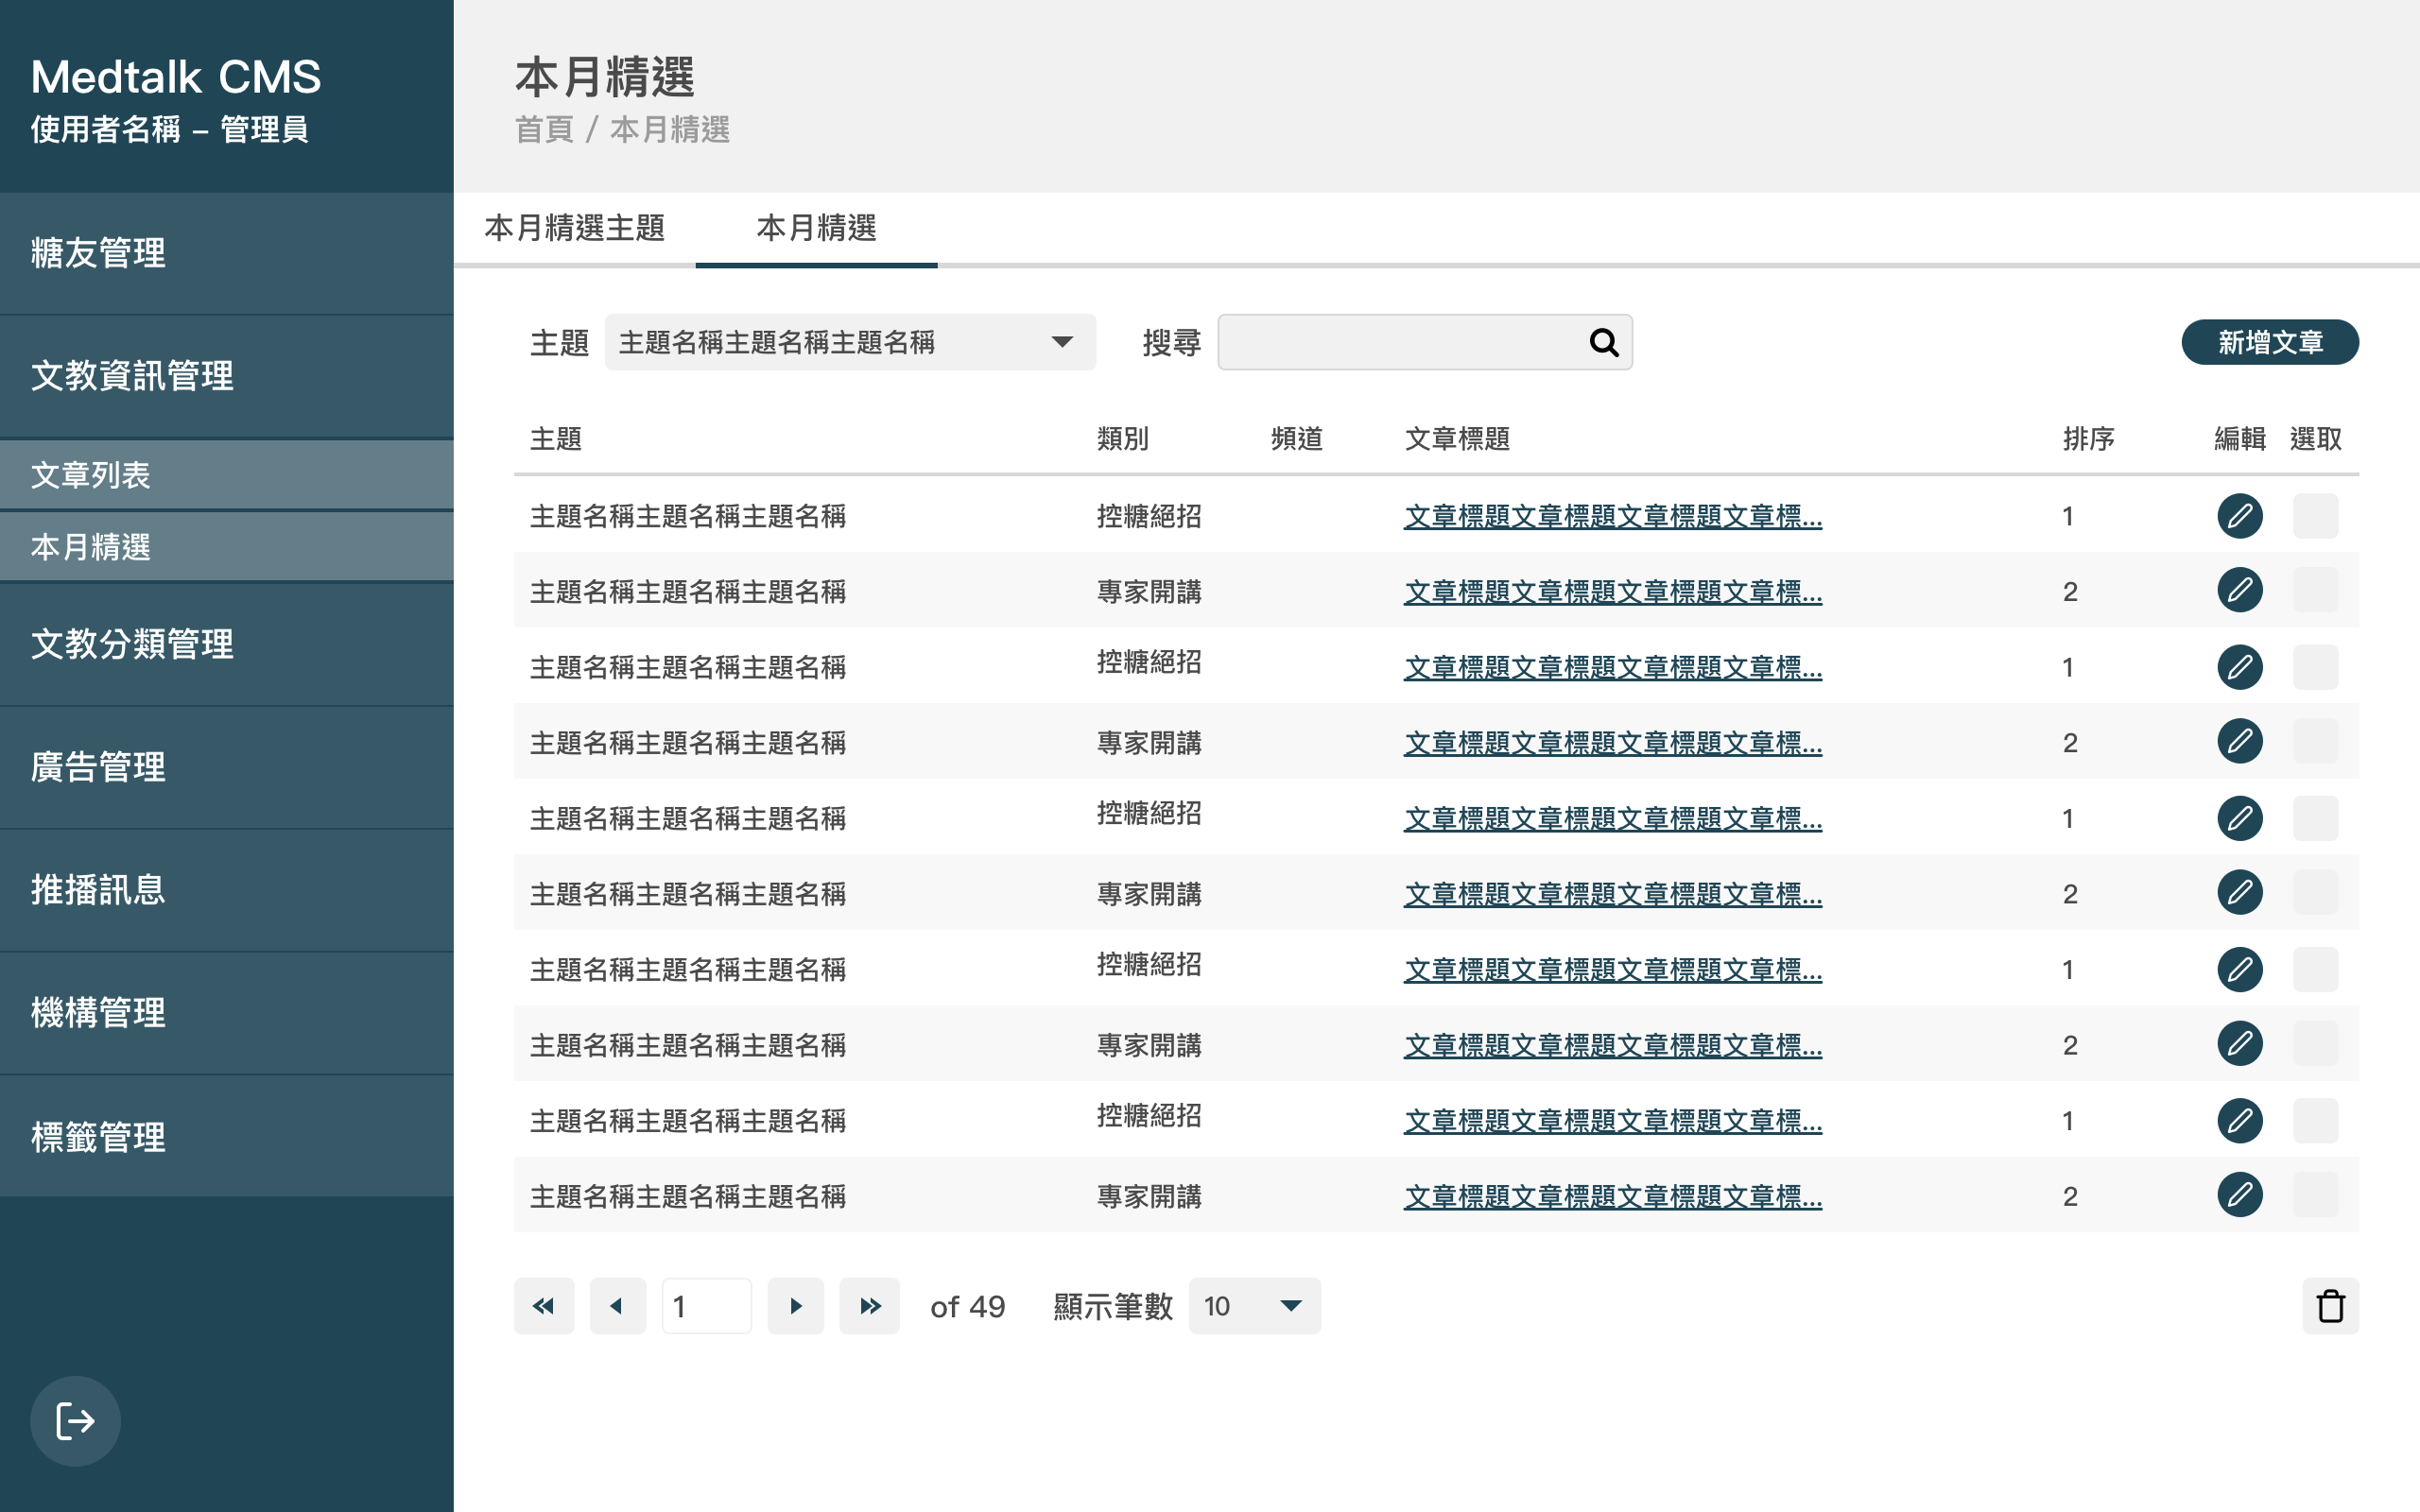 Medtalk CMS
使用者名稱 – 管理員
糖友管理
文教資訊管理
文章列表
本月精選
文教分類管理
廣告管理
推播訊息
機構管理
標籤管理
本月精選
首頁 / 本月精選
本月精選主題 本月精選
主題 主題名稱主題名稱主題名稱 搜尋 新增文章
主題 類別 頻道 文章標題 排序 編輯 選取
主題名稱主題名稱主題名稱 控糖絕招 文章標題文章標題文章標題文章標... 1
主題名稱主題名稱主題名稱 專家開講 文章標題文章標題文章標題文章標... 2
主題名稱主題名稱主題名稱 控糖絕招 文章標題文章標題文章標題文章標... 1
主題名稱主題名稱主題名稱 專家開講 文章標題文章標題文章標題文章標... 2
主題名稱主題名稱主題名稱 控糖絕招 文章標題文章標題文章標題文章標... 1
主題名稱主題名稱主題名稱 專家開講 文章標題文章標題文章標題文章標... 2
主題名稱主題名稱主題名稱 控糖絕招 文章標題文章標題文章標題文章標... 1
主題名稱主題名稱主題名稱 專家開講 文章標題文章標題文章標題文章標... 2
主題名稱主題名稱主題名稱 控糖絕招 文章標題文章標題文章標題文章標... 1
主題名稱主題名稱主題名稱 專家開講 文章標題文章標題文章標題文章標... 2
1 of 49 顯示筆數 10